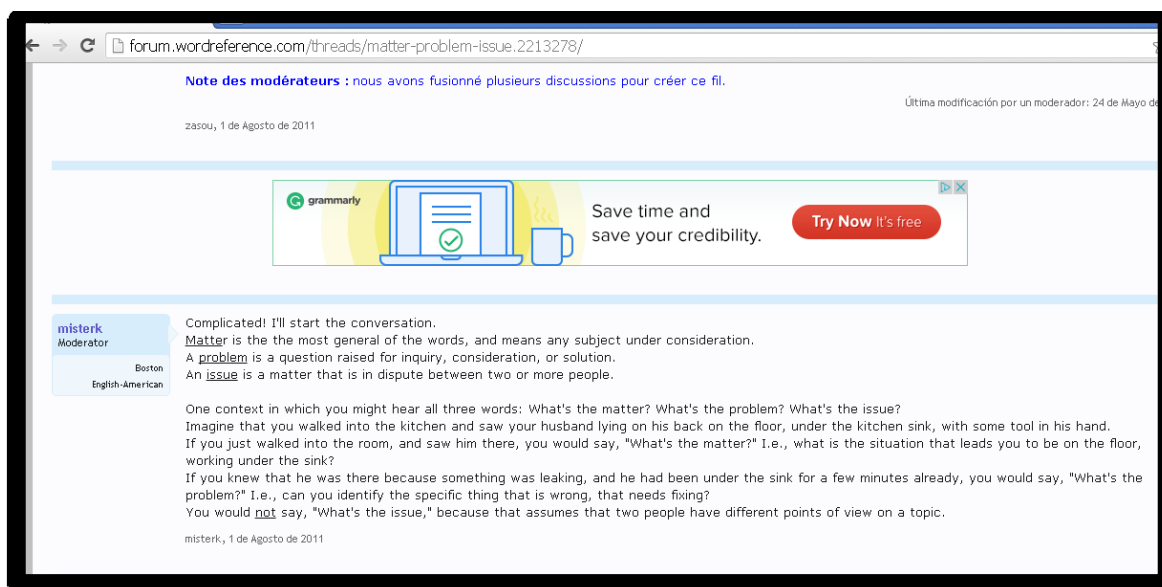 forum.wordreference.com/threads/matter-problem-issue.2213278/
Note des modérateurs : nous avons fusionné plusieurs discussions pour créer ce fil.
Última modificación por un moderador: 24 de Mayo de
zasou, 1 de Agosto de 2011
grammarly
Save time and
save your credibility.
Try Now It's free
misterk
Moderator
Boston
English-American
Complicated! I'll start the conversation.
Matter is the the most general of the words, and means any subject under consideration.
A problem is a question raised for inquiry, consideration, or solution.
An issue is a matter that is in dispute between two or more people.
One context in which you might hear all three words: What's the matter? What's the problem? What's the issue?
Imagine that you walked into the kitchen and saw your husband lying on his back on the floor, under the kitchen sink, with some tool in his hand.
If you just walked into the room, and saw him there, you would say, "What's the matter?" I.e., what is the situation that leads you to be on the floor,
working under the sink?
If you knew that he was there because something was leaking, and he had been under the sink for a few minutes already, you would say, "What's the
problem?" I.e., can you identify the specific thing that is wrong, that needs fixing?
You would not say, "What's the issue," because that assumes that two people have different points of view on a topic.
misterk, 1 de Agosto de 2011